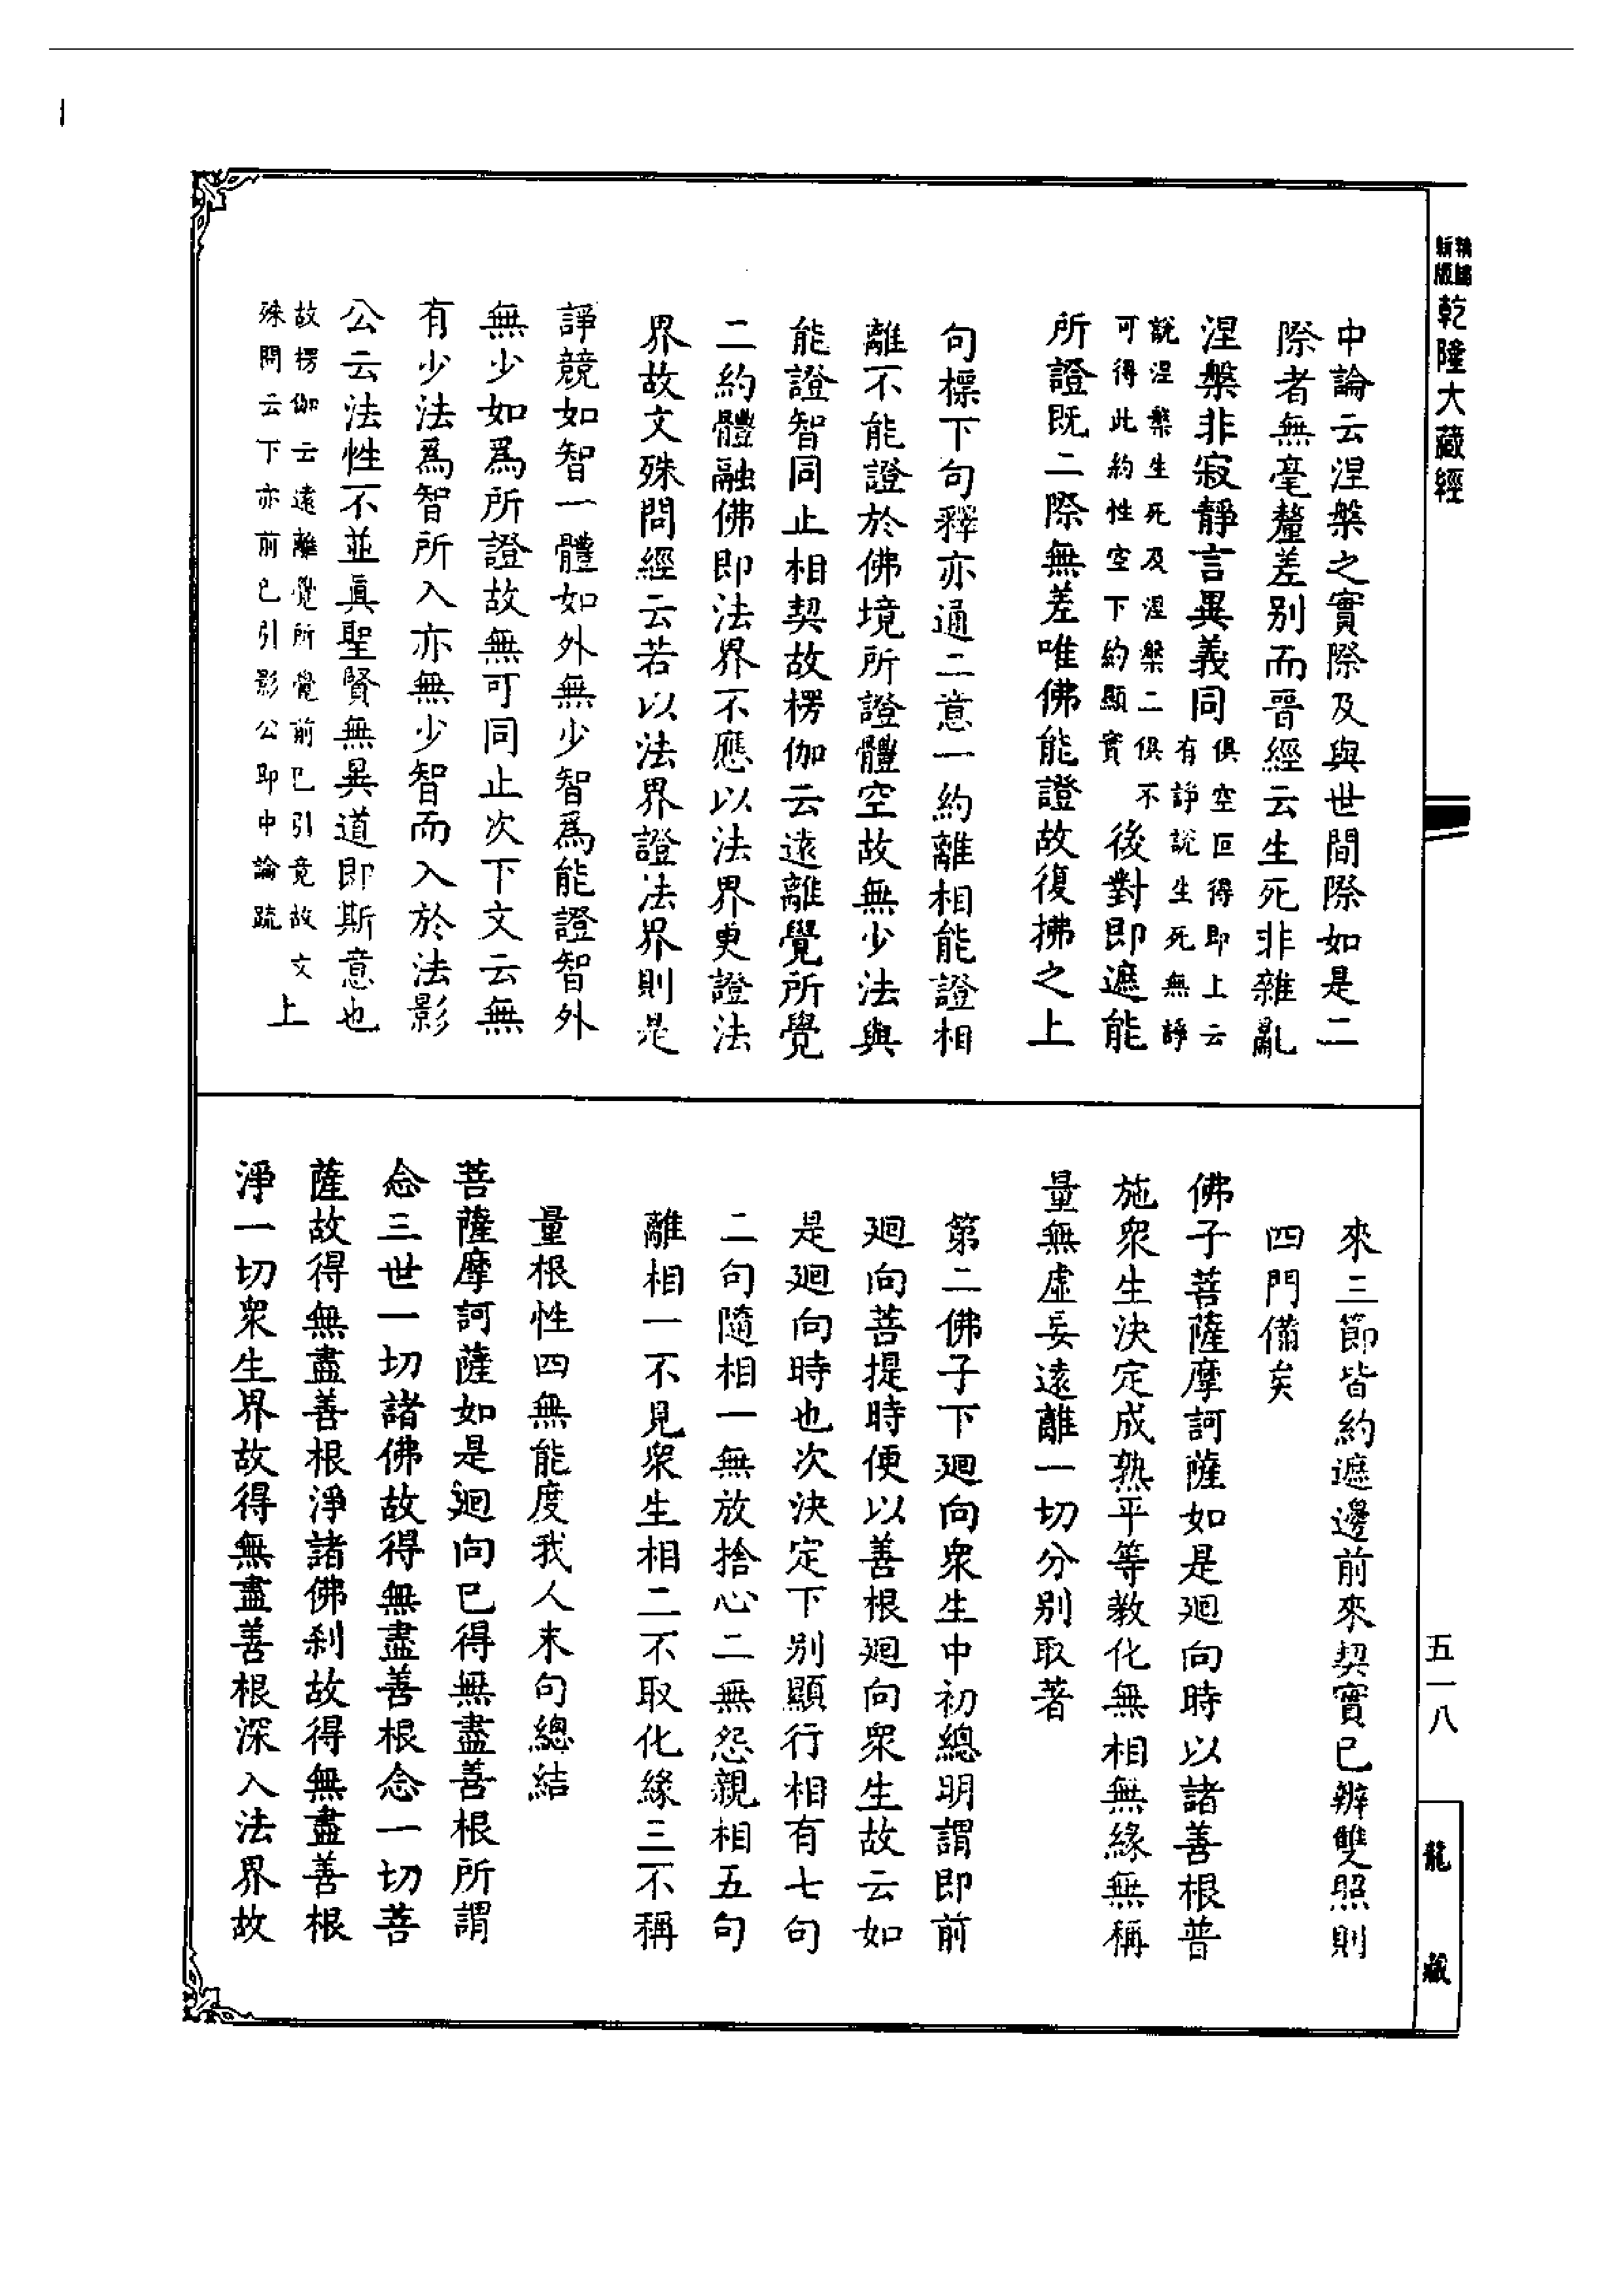 精編
新版
乾隆大藏經
中論云涅槃之實際及與世間際如是二
際者無毫釐差别而晋經云生死非雜亂
涅槃非寂靜言異義同
俱空叵得即上云
有諍說生死無諍
說涅槃生死及涅槃二俱不
可得此約性空下約顯實
後對即遮能
所證既二際無差唯佛能證故復拂之上
句標下句釋亦通二意一約離相能證相
離不能證於佛境所證體空故無少法與
能證智同止相契故楞伽云遠離覺所覺
二約體融佛即法界不應以法界更證法
界故文殊問經云若以法界證法界則是
諍競如智一體如外無少智爲能證智外
無少如爲所證故無可同止次下文云無
有少法爲智所入亦無少智而入於法影
公云法性不並眞聖賢無異道即斯意也
故楞伽云遠離覺所覺前已引竟故文
殊問云下亦前已引影公即中論疏
上
來三節皆約遮邊前來契實已辨雙照則
四門備矣
佛子菩薩摩訶薩如是廻向時以諸善根普
施衆生決定成熟平等教化無相無緣無稱
量無虛妄遠離一切分别取著
第二佛子下廻向衆生中初總明謂即前
廻向菩提時便以善根廻向衆生故云如
是廻向時也次決定下别顯行相有七句
二句隨相一無放捨心二無怨親相五句
離相一不見衆生相二不取化緣三不稱
量根性四無能度我人末句總結
菩薩摩訶薩如是廻向已得無盡善根所謂
念三世一切諸佛故得無盡善根念一切菩
薩故得無盡善根淨諸佛刹故得無盡善根
淨一切衆生界故得無盡善根深入法界故
五一八
龍藏